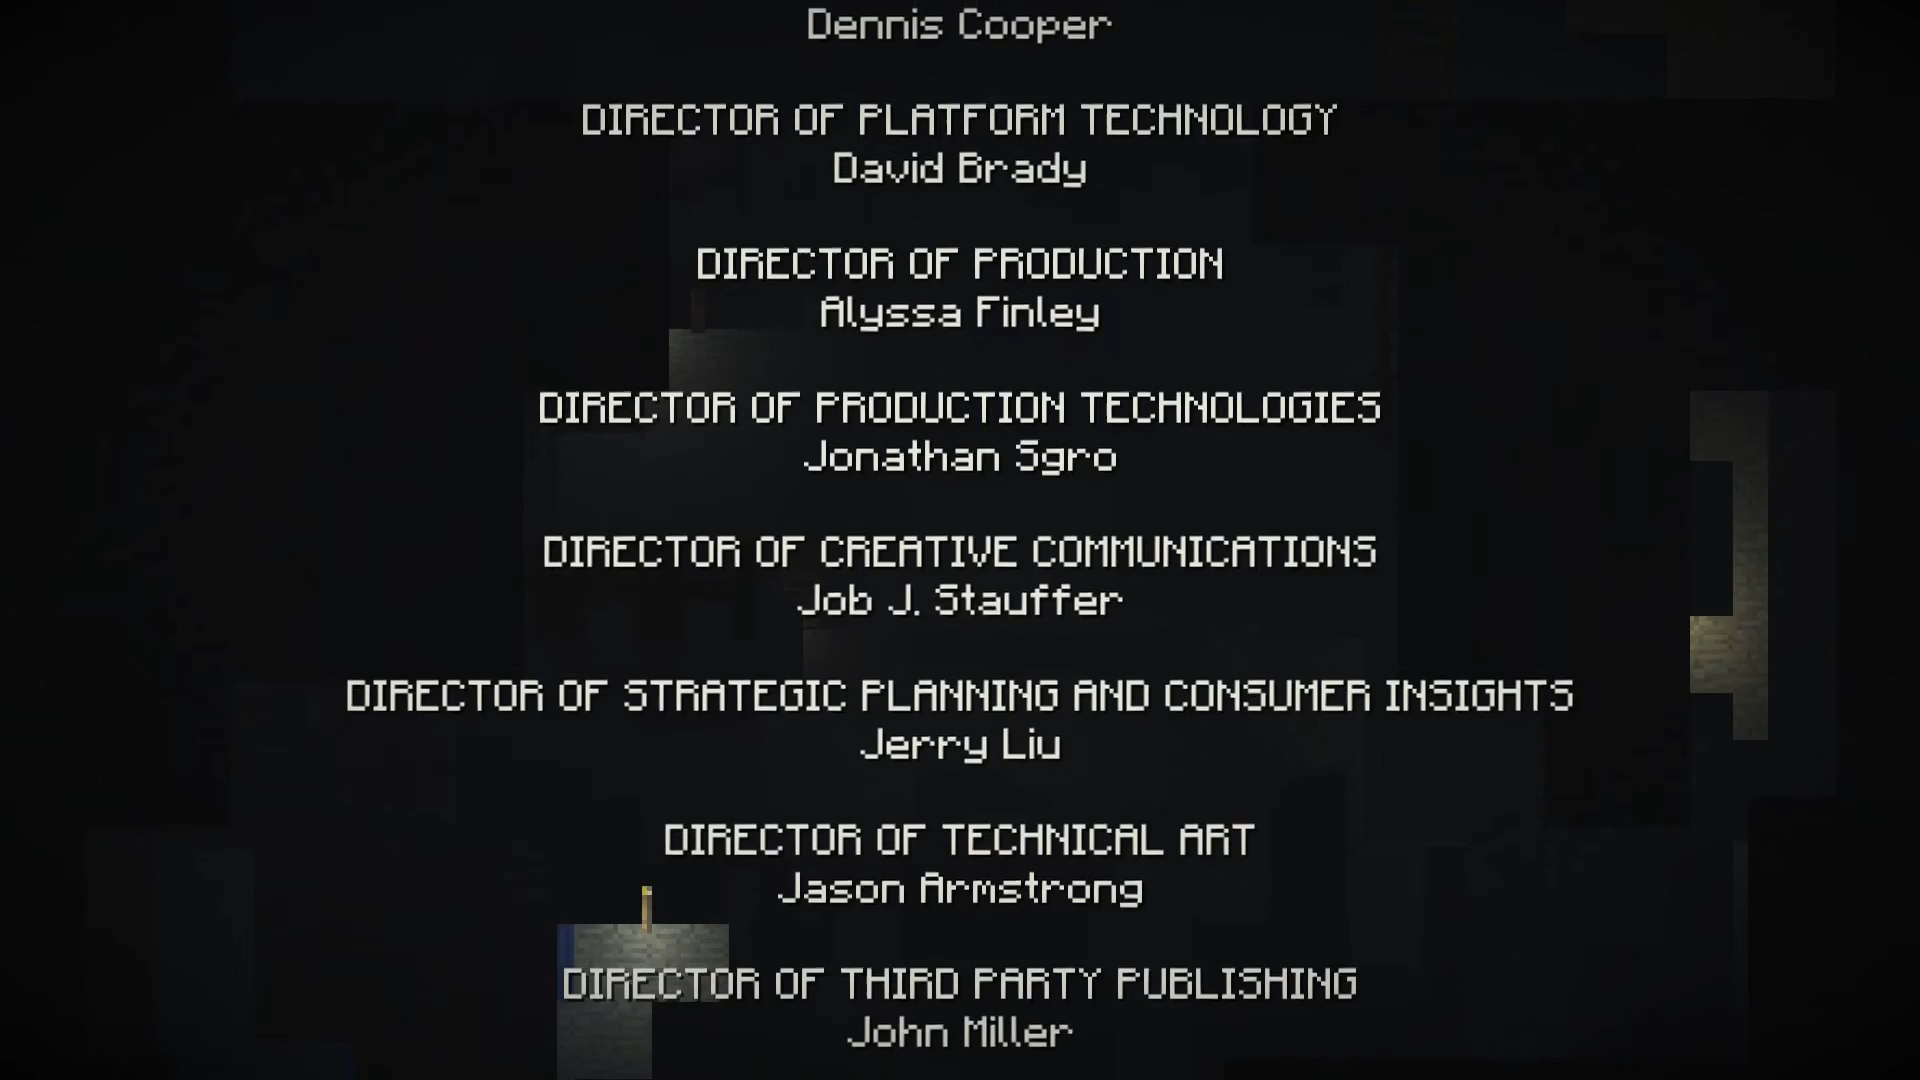 Dennis Cooper
DIRECTOR OF PLATFORM TECHNOLOGY
David Brady
DIRECTOR OF PRODUCTION
Alyssa Finley
DIRECTOR OF PRODUCTION TECHNOLOGIES
Jonathan Sgro
DIRECTOR OF CREATIVE COMMUNICATIONS
Job J. Stauffer
DIRECTOR OF STRATEGIC PLANNING AND CONSUMER INSIGHTS
Jerry Liu
DIRECTOR OF TECHNICAL ART
Jason Armstrong
DIRECTOR OF THIRD PARTY PUBLISHING
John Miller